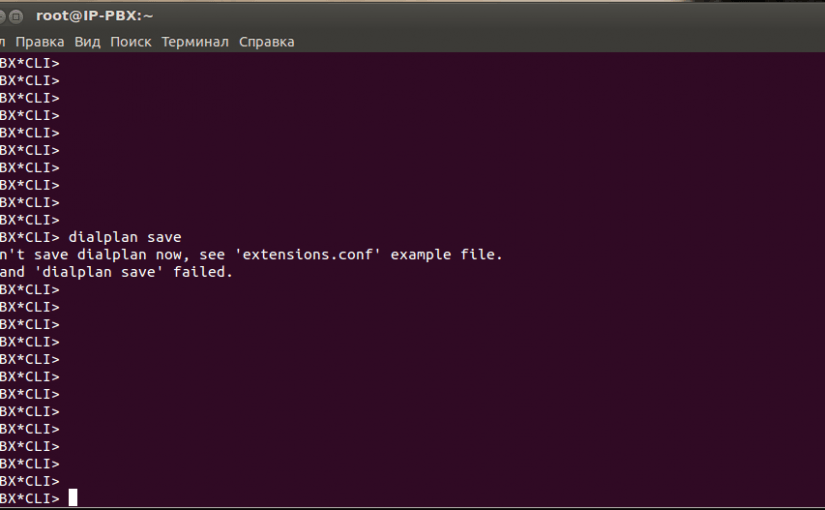 root@IP-PBX:~
Правка Вид Поиск Терминал Справка
BX*CLI>
BX*CLI>
BX*CLI>
BX*CLI>
BX*CLI>
BX*CLI>
BX*CLI>
BX*CLI>
BX*CLI>
BX*CLI>
BX*CLI> dialplan save
n't save dialplan now, see 'extensions.conf' example file.
and 'dialplan save' failed.
BX*CLI>
BX*CLI>
BX*CLI>
BX*CLI>
BX*CLI>
BX*CLI>
BX*CLI>
BX*CLI>
BX*CLI>
BX*CLI>
BX*CLI>
BX*CLI>
BX*CLI>